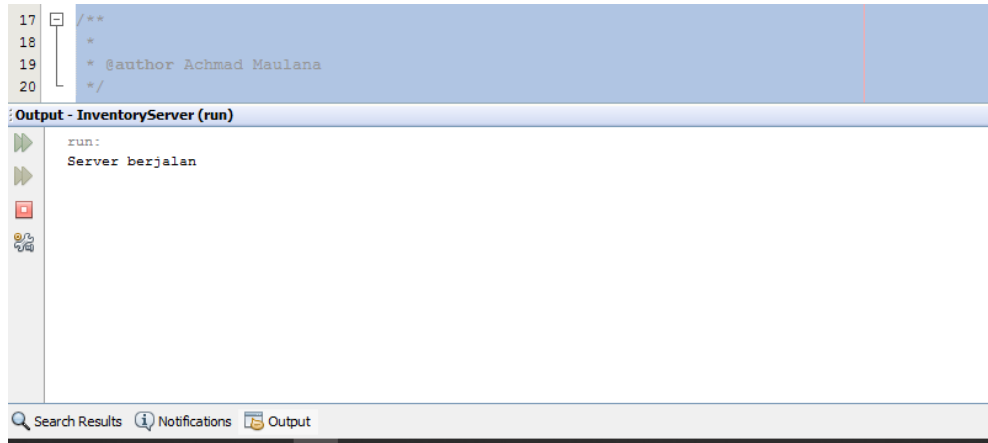 17 /**
18 *
19 * @author Achmad Maulana
20 */
Output - InventoryServer (run)
run:
Server berjalan
Search Results Notifications Output